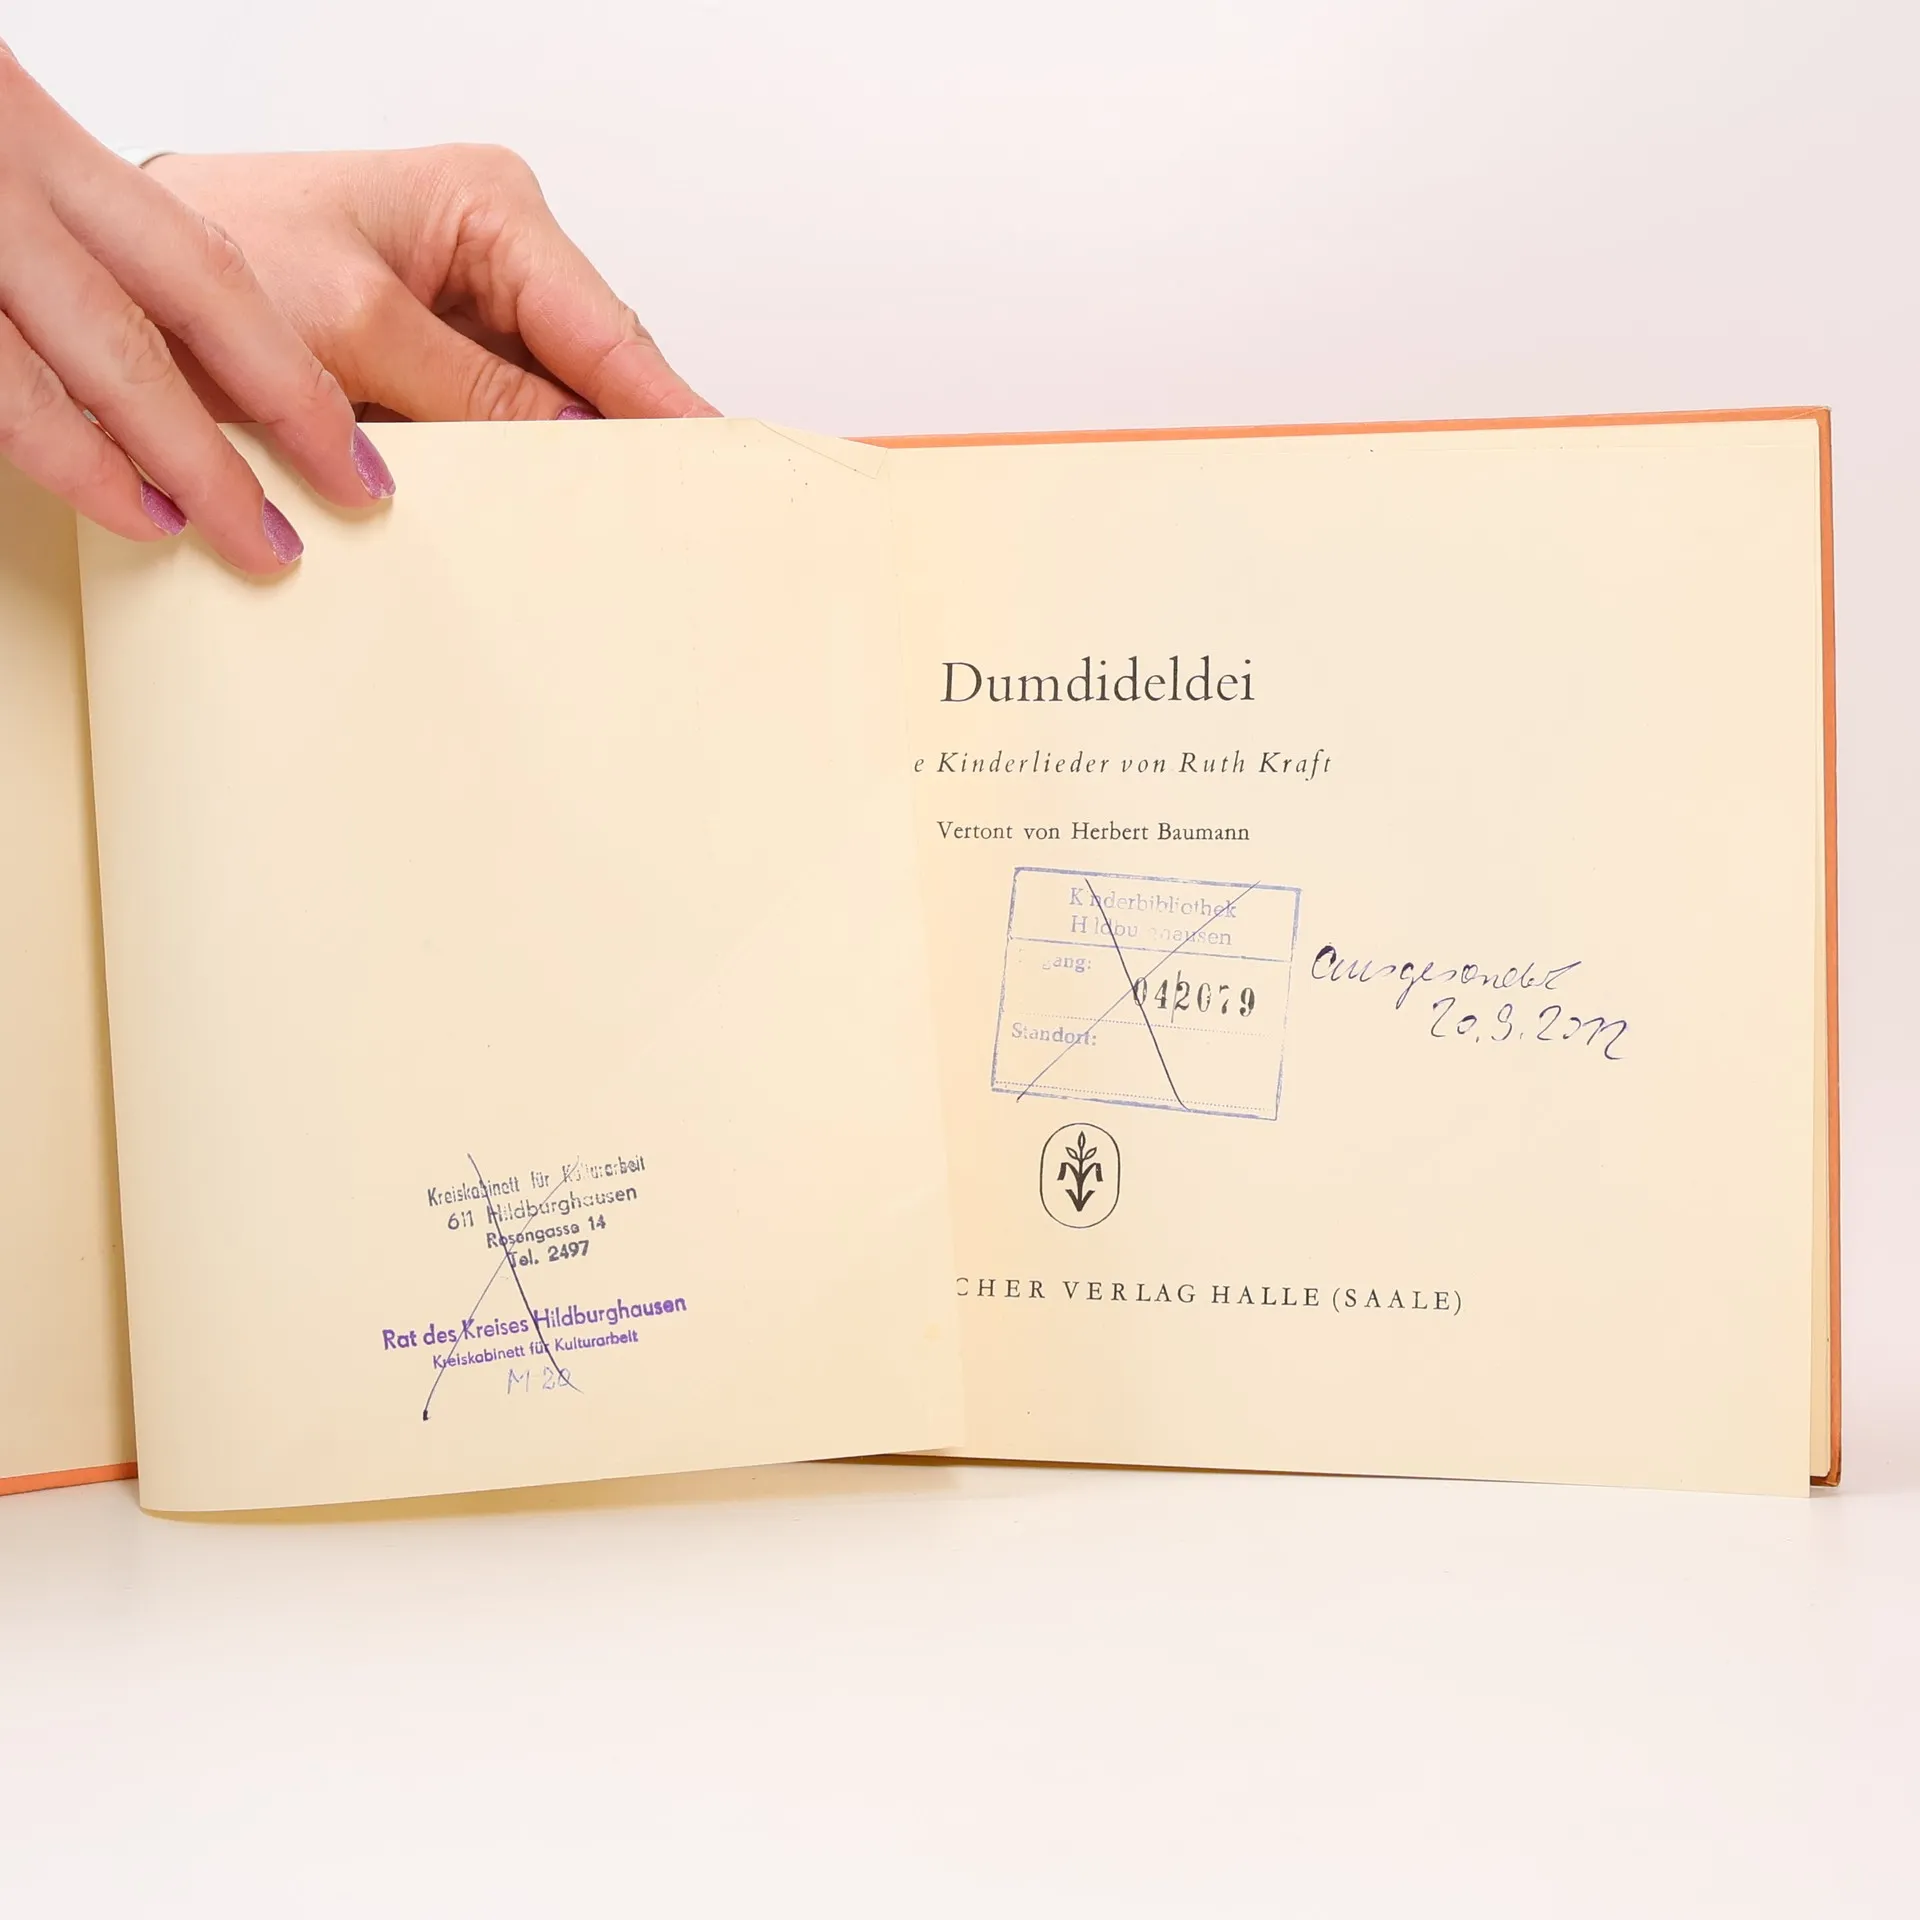 Kreiskabinett für Kulturarbeit
611 Hildburghausen
Rosengasse 14
Tel. 2497
Rat des Kreises Hildburghausen
Kreiskabinett für Kulturarbeit
M 20
Dumdideldei
e Kinderlieder von Ruth Kraft
Vertont von Herbert Baumann
Kinderbibliothek
Hildburghausen
gang:
042079
Standort:
ausgesondert
20.9.2012
CHER VERLAG HALLE (SAALE)